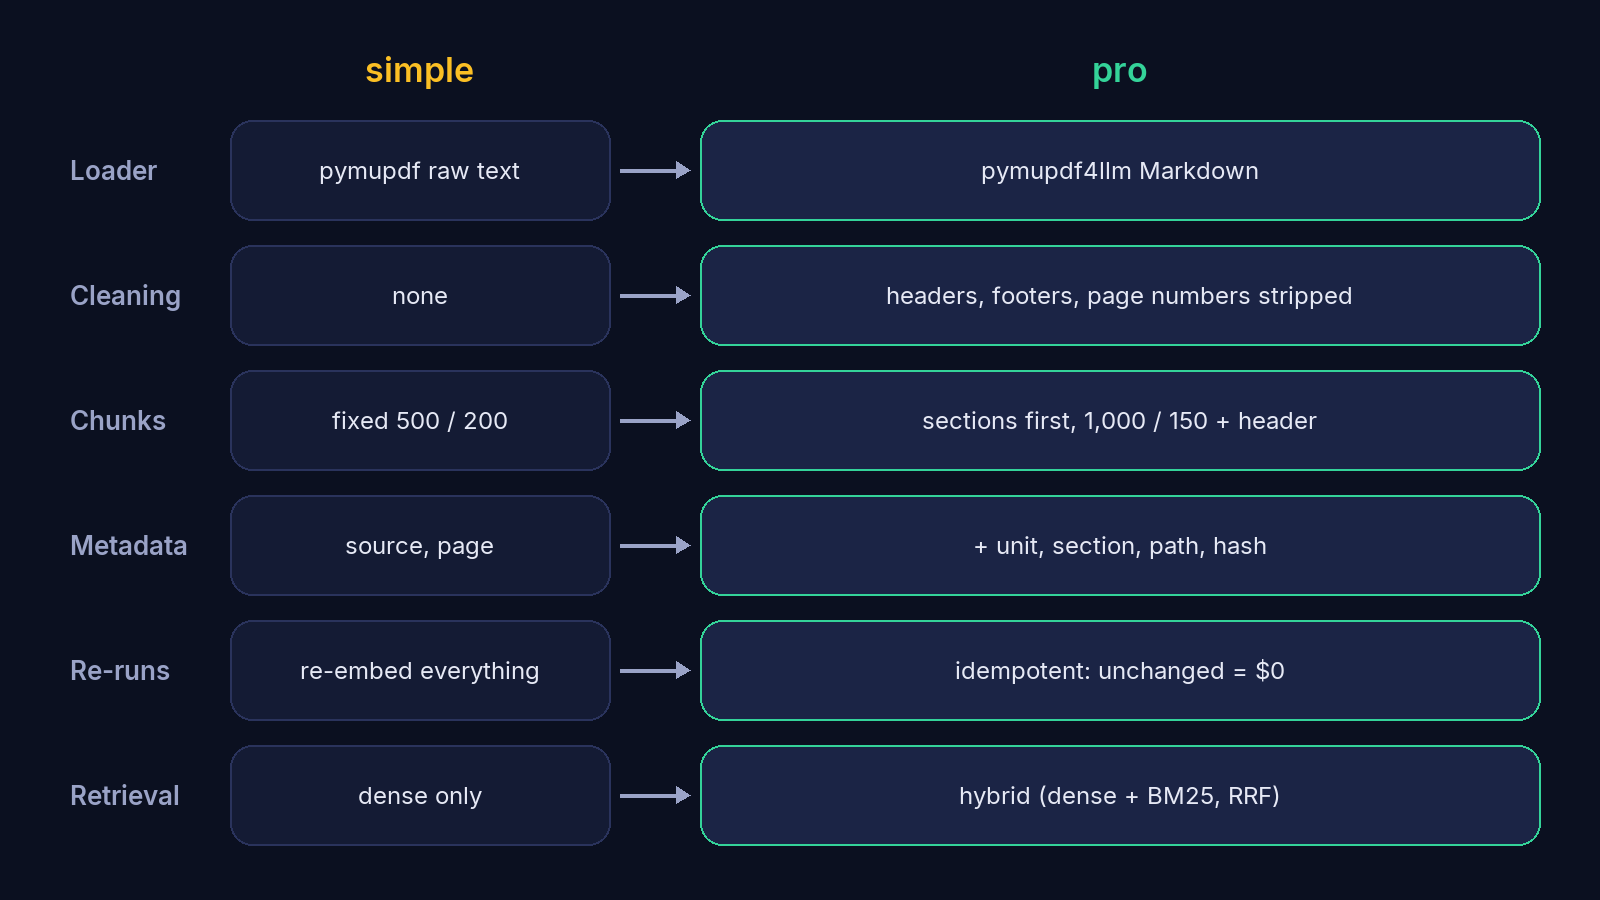 simple
pro
Loader
pymupdf raw text
pymupdf4llm Markdown
Cleaning
none
headers, footers, page numbers stripped
Chunks
fixed 500 / 200
sections first, 1,000 / 150 + header
Metadata
source, page
+ unit, section, path, hash
Re-runs
re-embed everything
idempotent: unchanged = $0
Retrieval
dense only
hybrid (dense + BM25, RRF)